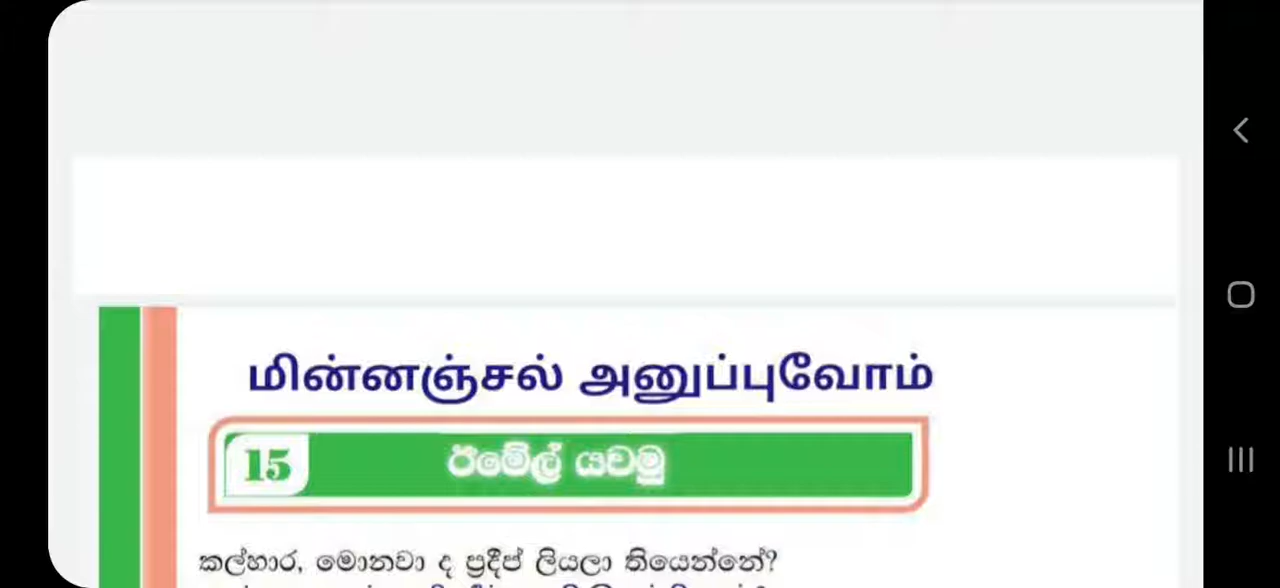 மின்னஞ்சல் அனுப்புவோம்
15 ඊමේල් යවමු
කල්හාර, මොනවා ද ප්‍රදීප් ලියලා තියෙන්නේ?